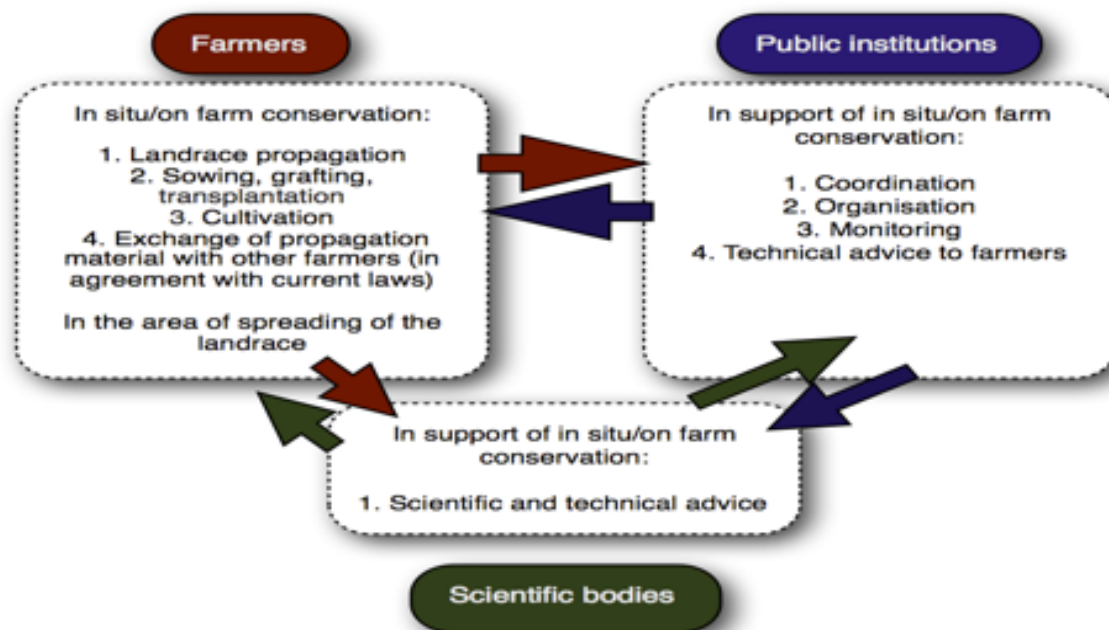 Farmers
In situ/on farm conservation:
1. Landrace propagation
2. Sowing, grafting,
transplantation
3. Cultivation
4. Exchange of propagation
material with other farmers (in
agreement with current laws)
In the area of spreading of the
landrace
Public institutions
In support of in situ/on farm
conservation:
1. Coordination
2. Organisation
3. Monitoring
4. Technical advice to farmers
In support of in situ/on farm
conservation:
1. Scientific and technical advice
Scientific bodies